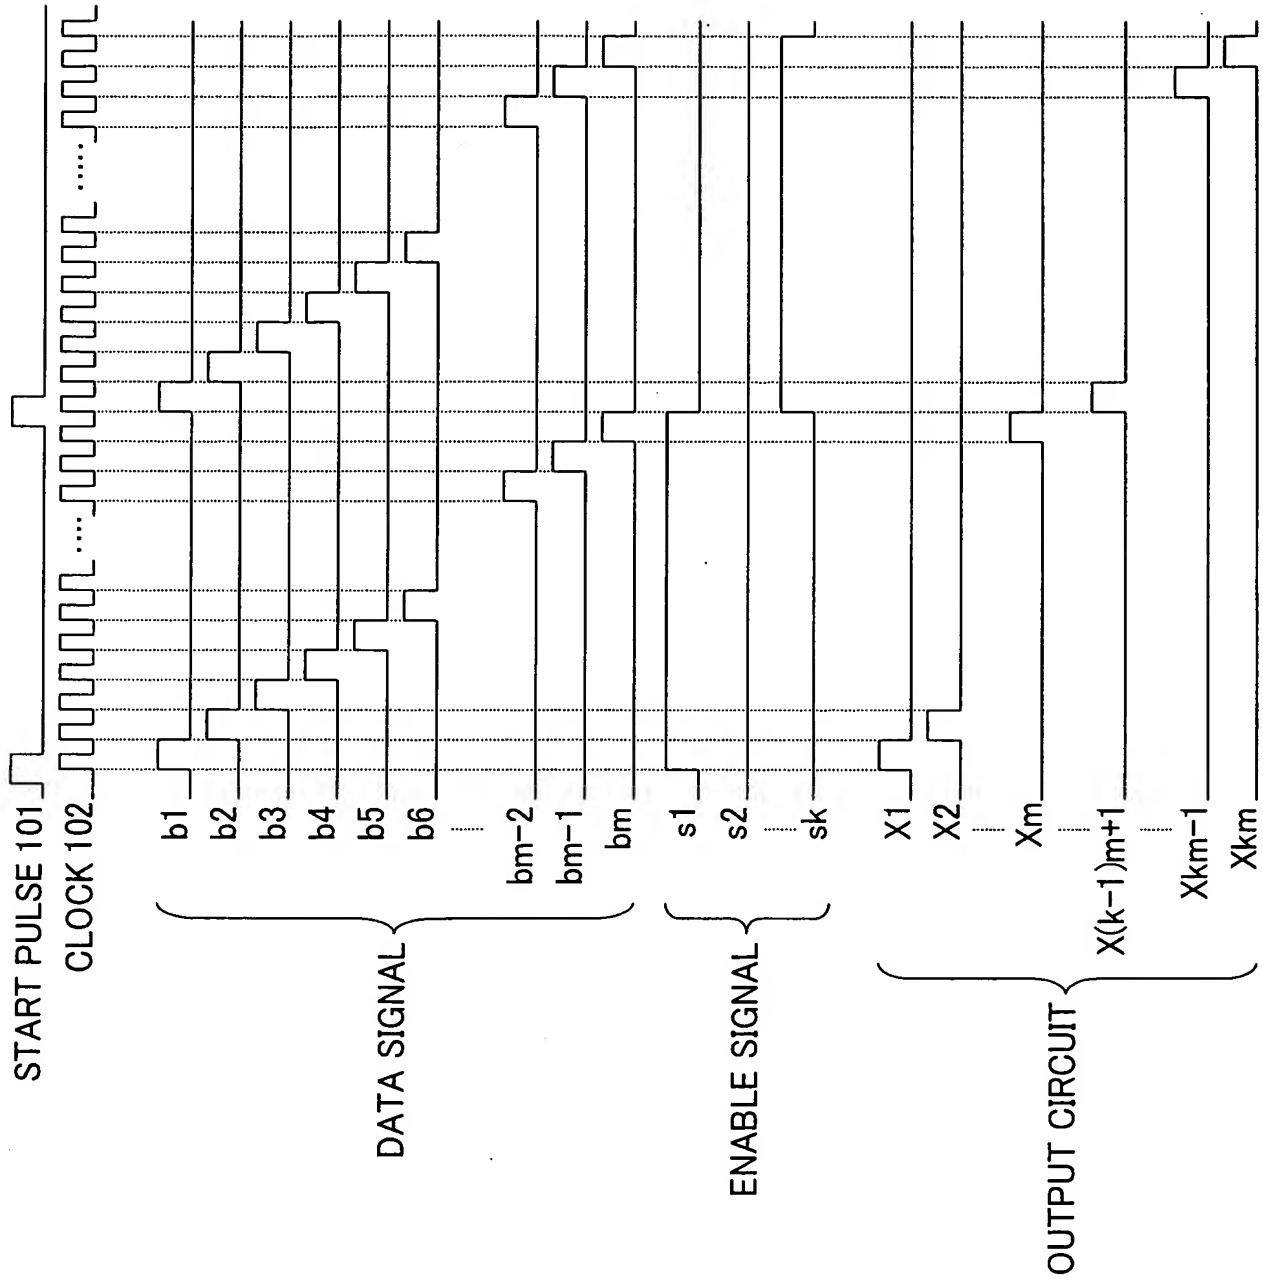 START PULSE 101
CLOCK 102
DATA SIGNAL
b1
b2
b3
b4
b5
b6
bm-2
bm-1
bm
ENABLE SIGNAL
s1
s2
sk
OUTPUT CIRCUIT
X1
X2
Xm
X(k-1)m+1
Xkm-1
Xkm